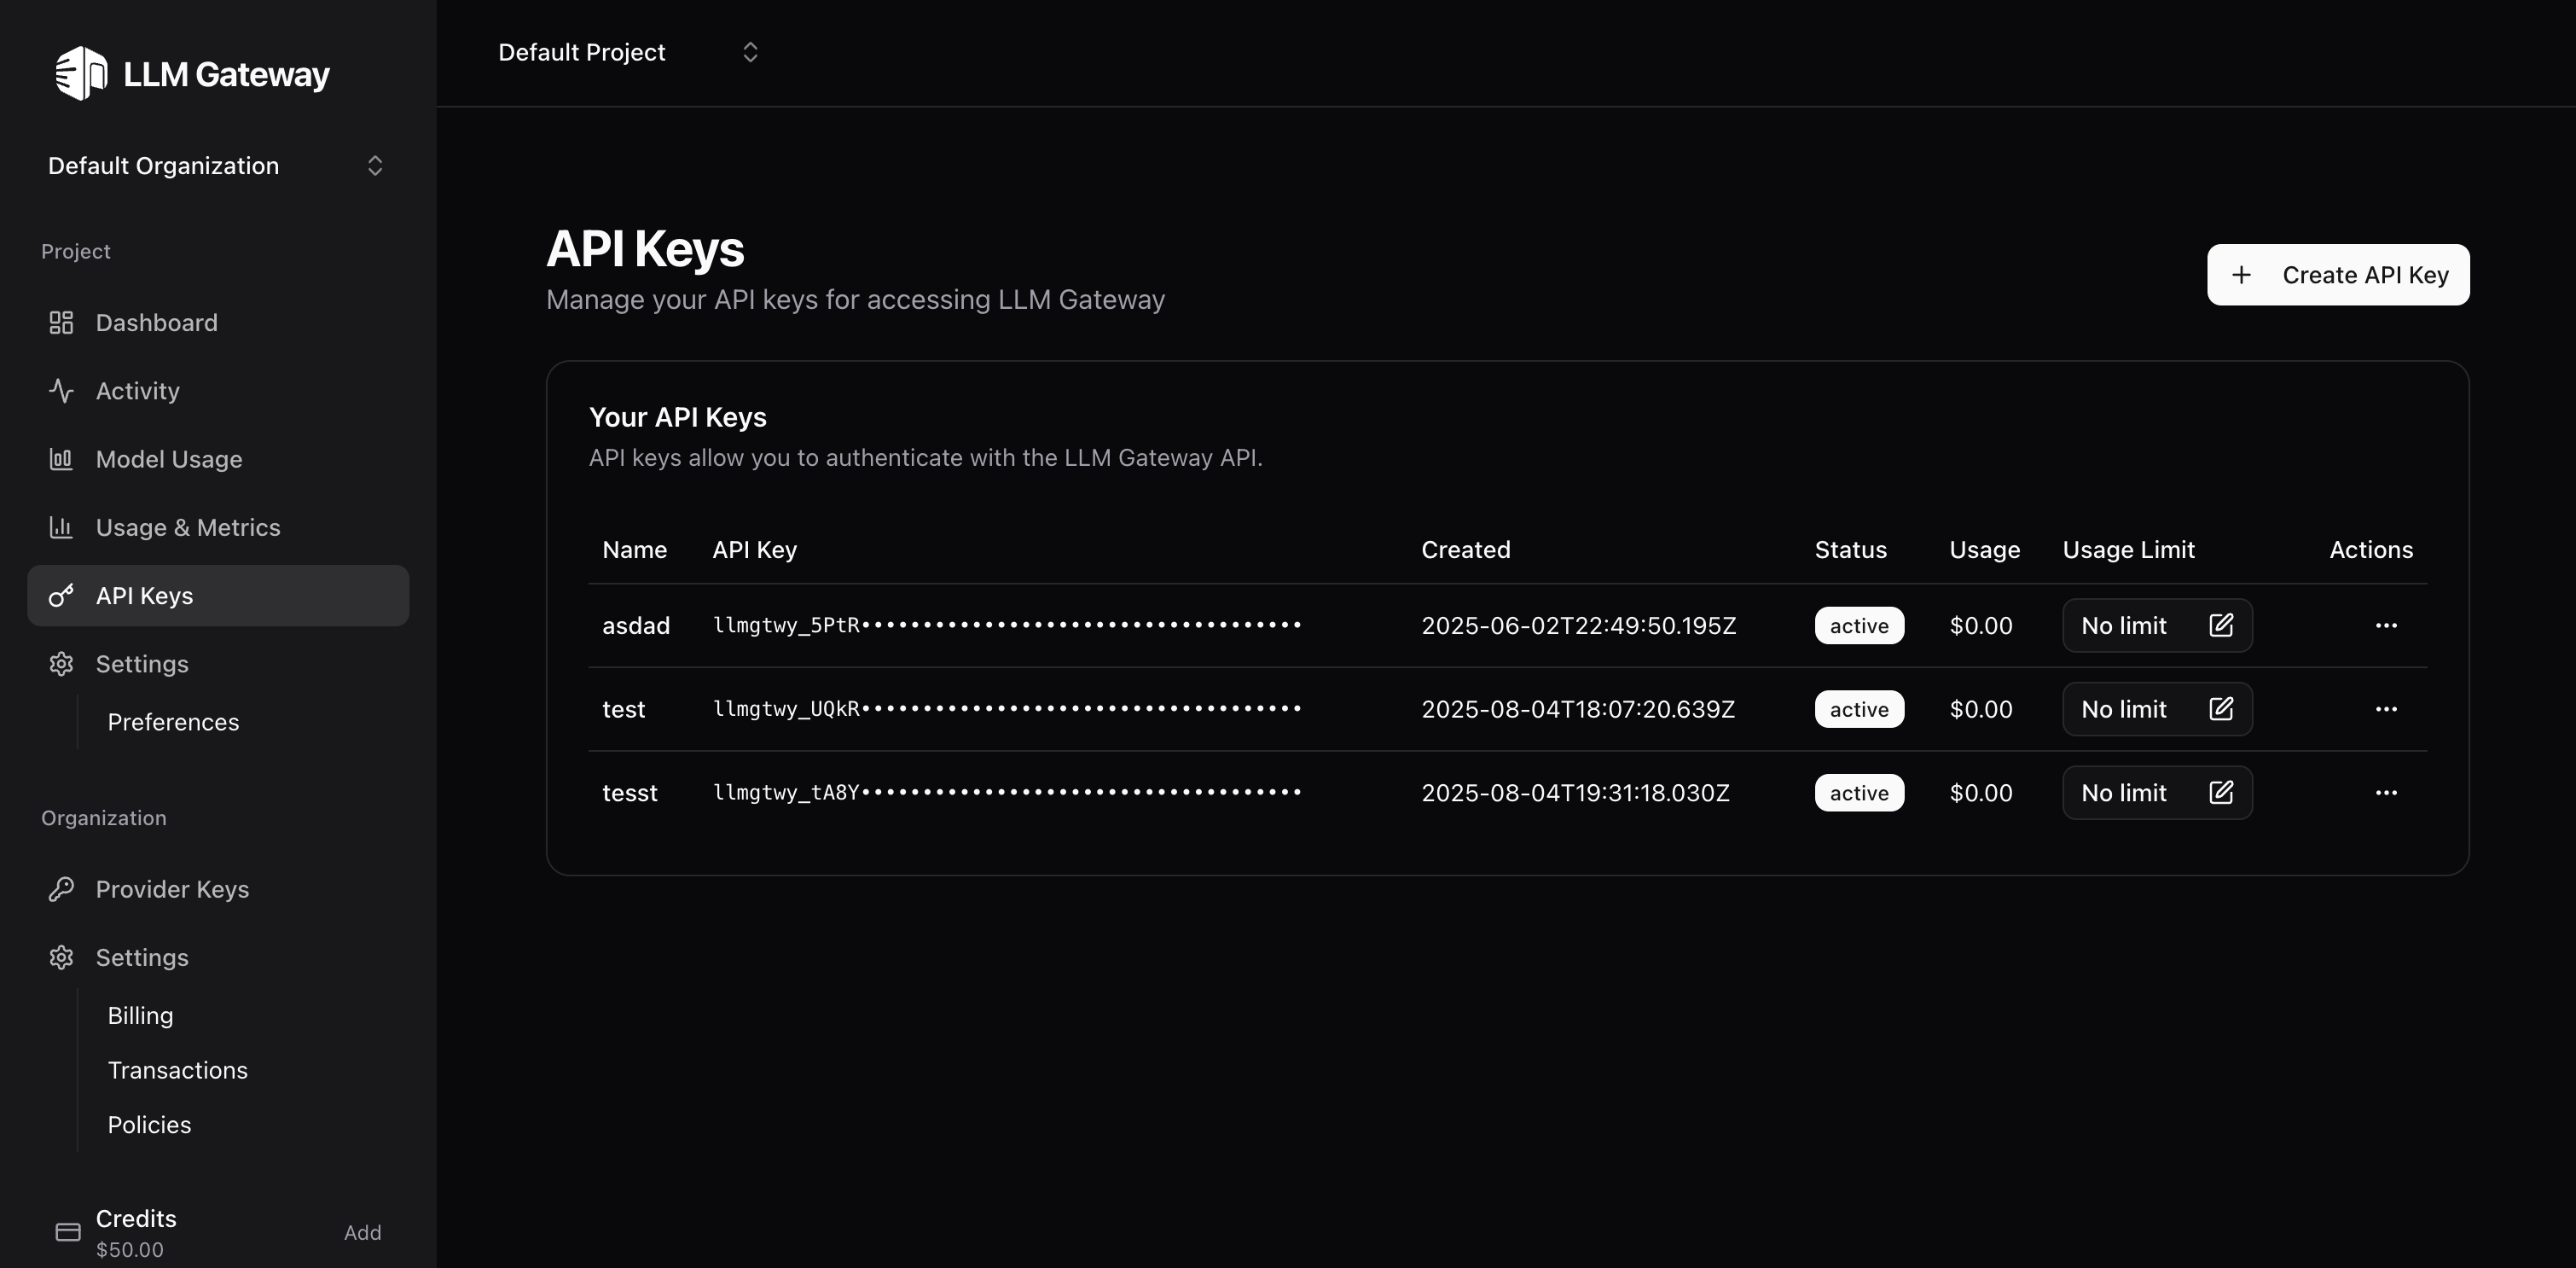 LLM Gateway
Default Organization
Project
Dashboard
Activity
Model Usage
Usage & Metrics
API Keys
Settings
Preferences
Organization
Provider Keys
Settings
Billing
Transactions
Policies
Credits
$50.00
Add
Default Project
API Keys
Manage your API keys for accessing LLM Gateway
Create API Key
Your API Keys
API keys allow you to authenticate with the LLM Gateway API.
Name API Key Created Status Usage Usage Limit Actions
asdad llmgtwy_5PtR•••••••••••••••••••••••••••••••••••• 2025-06-02T22:49:50.195Z active $0.00 No limit
test llmgtwy_UQkR•••••••••••••••••••••••••••••••••••• 2025-08-04T18:07:20.639Z active $0.00 No limit
tesst llmgtwy_tA8Y•••••••••••••••••••••••••••••••••••• 2025-08-04T19:31:18.030Z active $0.00 No limit